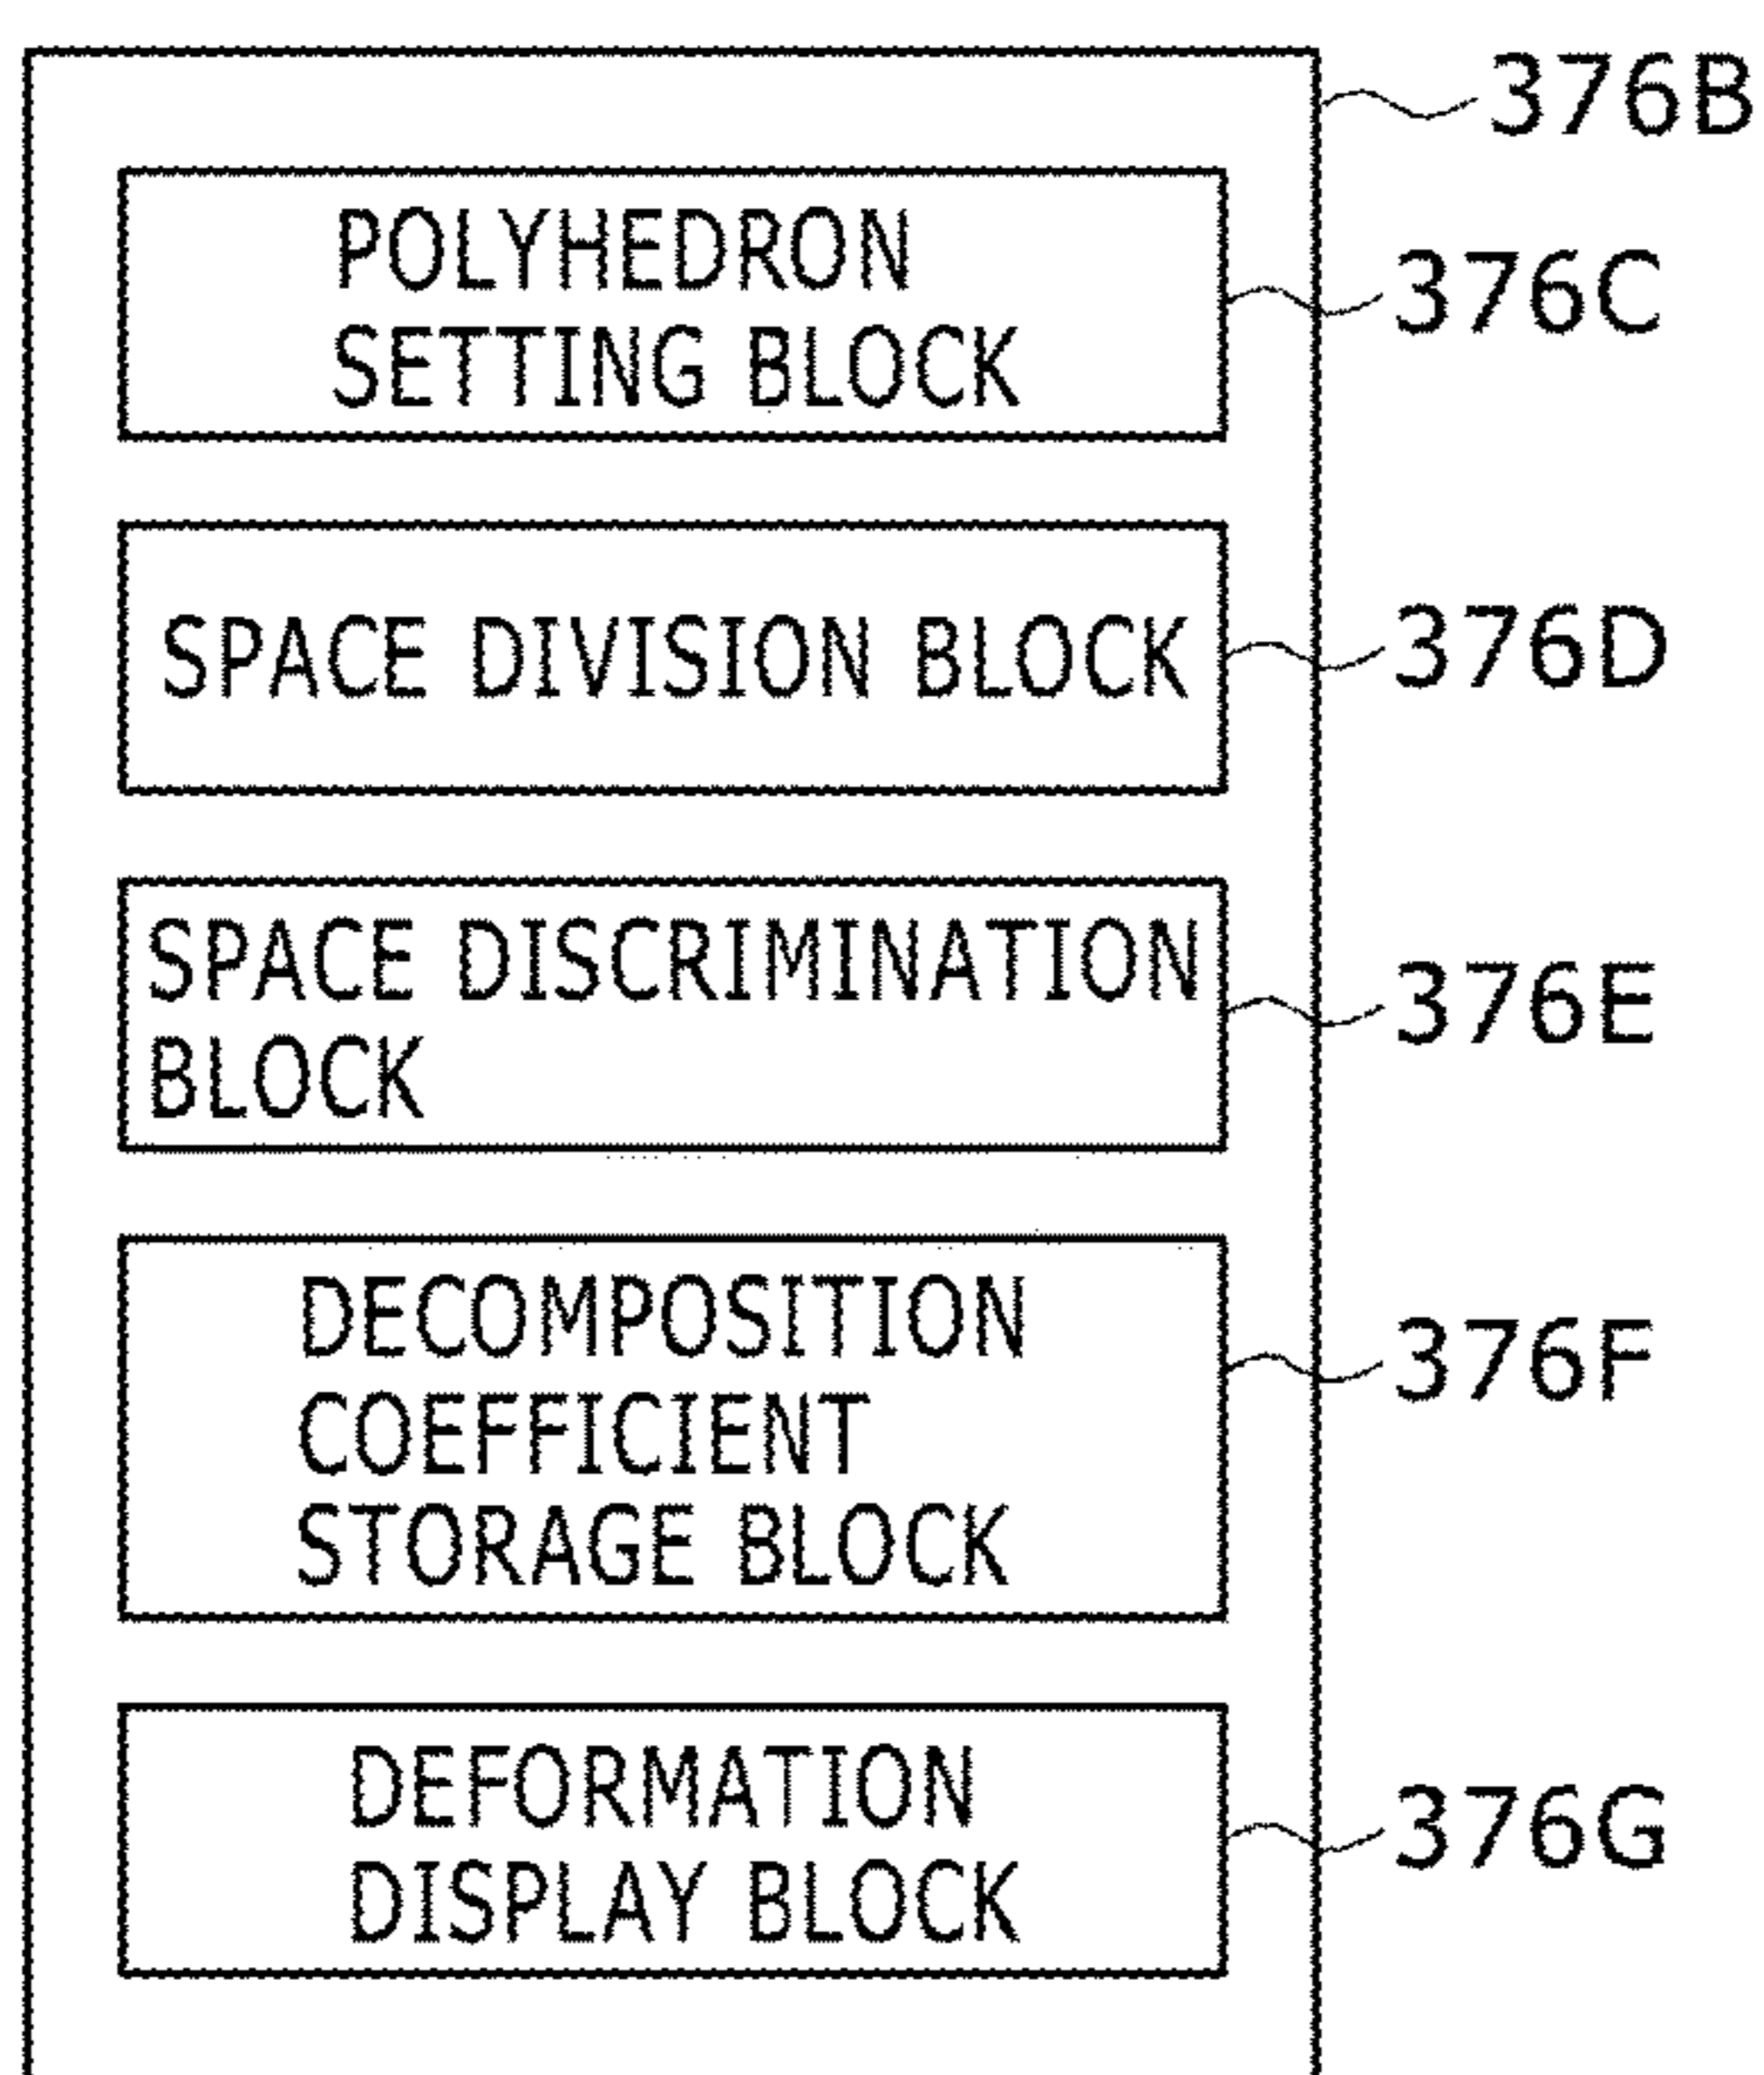 376B
POLYHEDRON
SETTING BLOCK
376C
SPACE DIVISION BLOCK
376D
SPACE DISCRIMINATION
BLOCK
376E
DECOMPOSITION
COEFFICIENT
STORAGE BLOCK
376F
DEFORMATION
DISPLAY BLOCK
376G